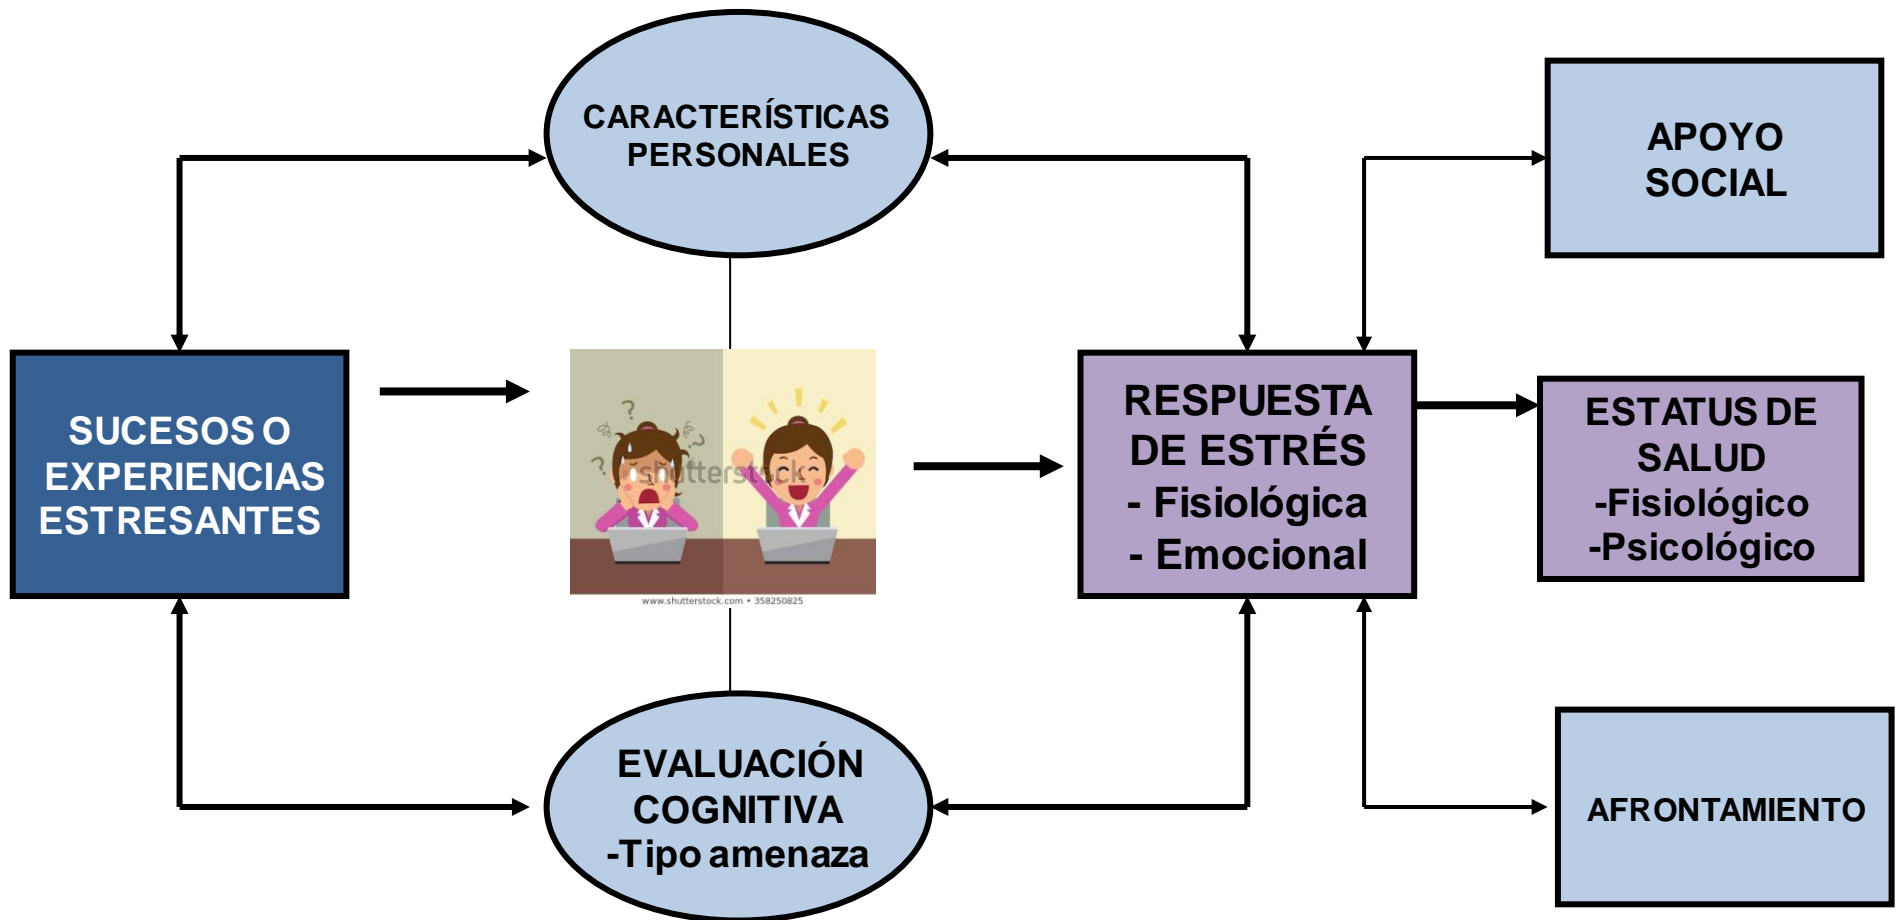 CARACTERÍSTICAS
PERSONALES
APOYO
SOCIAL
SUCESOS O
EXPERIENCIAS
ESTRESANTES
shutterstock
www.shutterstock.com • 358250825
RESPUESTA
DE ESTRÉS
- Fisiológica
- Emocional
ESTATUS DE
SALUD
-Fisiológico
-Psicológico
EVALUACIÓN
COGNITIVA
-Tipo amenaza
AFRONTAMIENTO